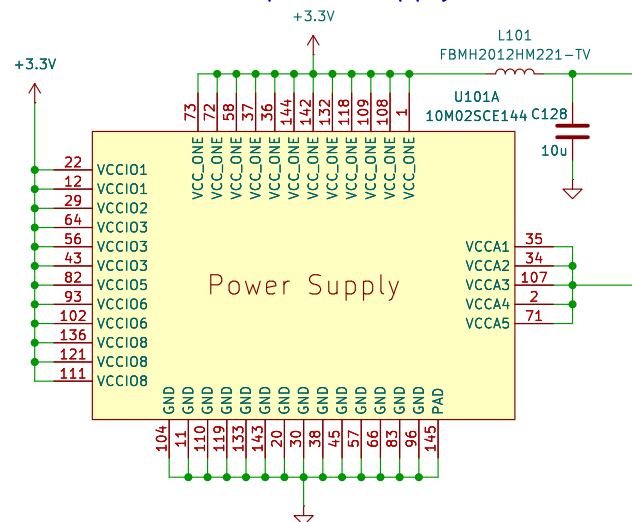 +3.3V
L101
FBMH2012HM221-TV
+3.3V
U101A
10M02SCE144
C128
10u
73 72 58 37 36 144 142 132 118 109 108 1
VCC_ONE VCC_ONE VCC_ONE VCC_ONE VCC_ONE VCC_ONE VCC_ONE VCC_ONE VCC_ONE VCC_ONE VCC_ONE VCC_ONE
22 VCCIO1
12 VCCIO1
29 VCCIO2
64 VCCIO3
56 VCCIO3
43 VCCIO3
82 VCCIO5
93 VCCIO6
102 VCCIO6
136 VCCIO8
121 VCCIO8
111 VCCIO8
Power Supply
VCCA1 35
VCCA2 34
VCCA3 107
VCCA4 2
VCCA5 71
GND GND GND GND GND GND GND GND GND GND GND GND GND GND PAD
104 11 110 119 133 143 20 30 38 45 57 66 83 96 145